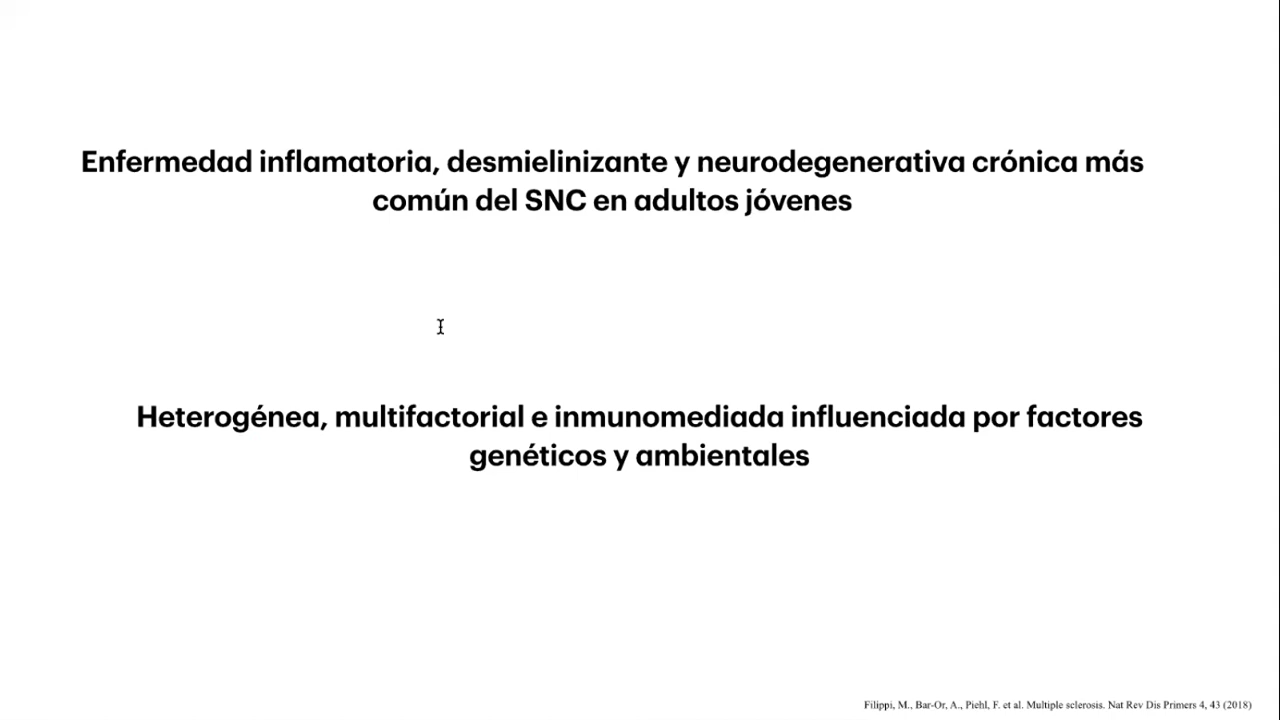 Enfermedad inflamatoria, desmielinizante y neurodegenerativa crónica más
común del SNC en adultos jóvenes
Heterogénea, multifactorial e inmunomediada influenciada por factores
genéticos y ambientales
Filippi, M., Bar-Or, A., Piehl, F. et al. Multiple sclerosis. Nat Rev Dis Primers 4, 43 (2018)